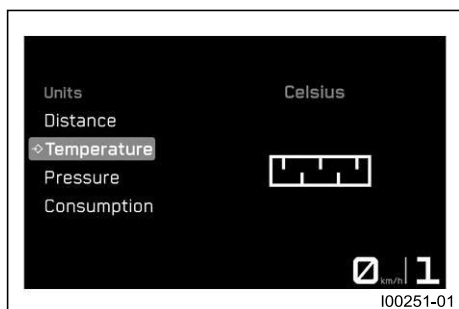 Units
Celsius
Distance
Temperature
Pressure
Consumption
0 km/h 1
I00251-01